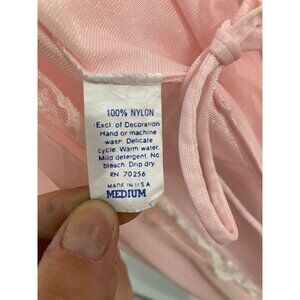 100% NYLON
Excl. of Decoration
Hand or machine
wash. Delicate
cycle. Warm water.
Mild detergent. No
bleach. Drip dry.
RN 70256
MADE IN U.S.A
MEDIUM